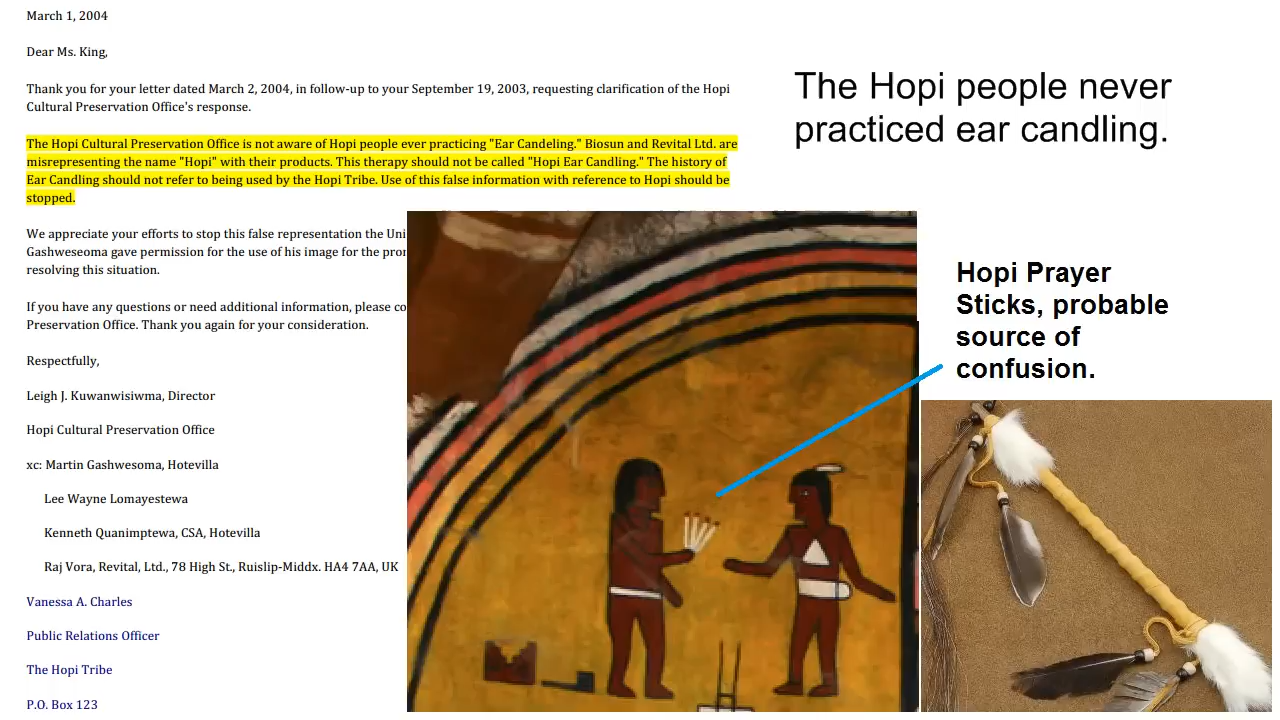 March 1, 2004
Dear Ms. King,
Thank you for your letter dated March 2, 2004, in follow-up to your September 19, 2003, requesting clarification of the Hopi
Cultural Preservation Office's response.
The Hopi Cultural Preservation Office is not aware of Hopi people ever practicing "Ear Candeling." Biosun and Revital Ltd. are
misrepresenting the name "Hopi" with their products. This therapy should not be called "Hopi Ear Candling." The history of
Ear Candling should not refer to being used by the Hopi Tribe. Use of this false information with reference to Hopi should be
stopped.
We appreciate your efforts to stop this false representation the
Gashweseoma gave permission for the use of his image for the
resolving this situation.
If you have any questions or need additional information, please
Preservation Office. Thank you again for your consideration.
Respectfully,
Leigh J. Kuwanwisiwma, Director
Hopi Cultural Preservation Office
xc: Martin Gashwesoma, Hotevilla
Lee Wayne Lomayestewa
Kenneth Quanimptewa, CSA, Hotevilla
Raj Vora, Revital, Ltd., 78 High St., Ruislip-Middx. HA4 7AA, UK
Vanessa A. Charles
Public Relations Officer
The Hopi Tribe
P.O. Box 123
The Hopi people never
practiced ear candling.
Hopi Prayer
Sticks, probable
source of
confusion.